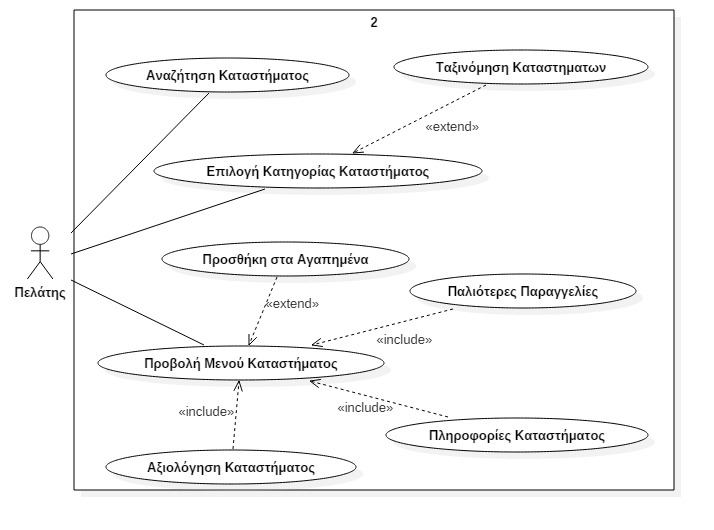 2
Αναζήτηση Καταστήματος
Ταξινόμηση Καταστηματων
«extend»
Επιλογή Κατηγορίας Καταστήματος
Πελάτης
Προσθήκη στα Αγαπημένα
«extend»
Παλιότερες Παραγγελίες
«include»
Προβολή Μενού Καταστήματος
«include»
«include»
Πληροφορίες Καταστήματος
Αξιολόγηση Καταστήματος